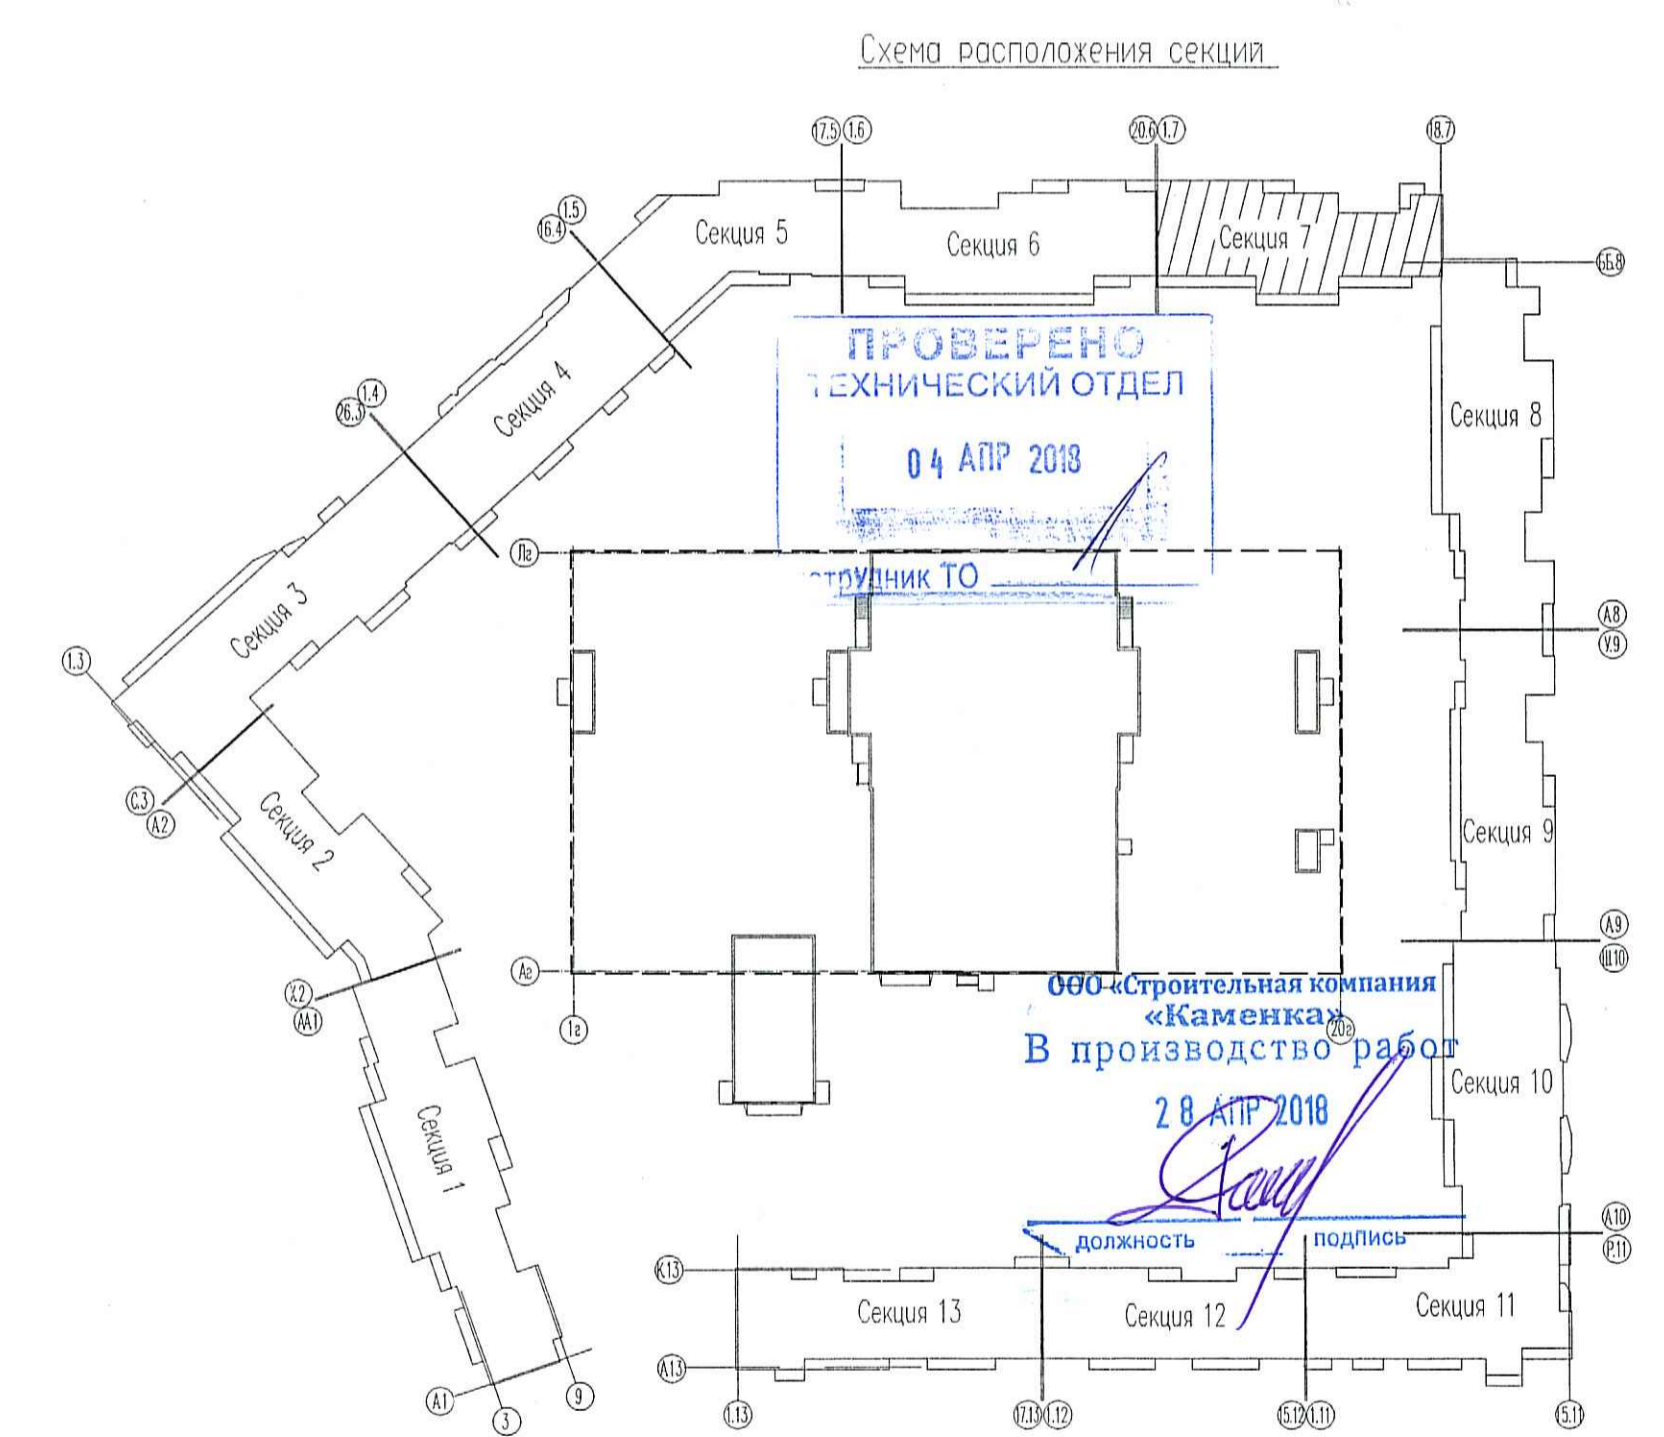 Схема расположения секций
17.5 1.6
20.6 1.7
18.7
1.5
16.4
Секция 5
Секция 6
Секция 7
ББ.8
ПРОВЕРЕНО
ТЕХНИЧЕСКИЙ ОТДЕЛ
04 АПР 2018
1.4
26.3
Секция 4
Секция 8
Лг
трудник ТО
Секция 3
А8
У.9
1.3
С.3
А2
Секция 2
Секция 9
А9
Ш.10
Аг
Х.2
АА1
1г
20г
ООО «Строительная компания
«Каменка»
В производство работ
28 АПР 2018
Секция 10
Секция 1
А10
Р.11
ДОЛЖНОСТЬ
ПОДПИСЬ
К.13
Секция 13
Секция 12
Секция 11
А13
А1
3
9
1.13
17.13 1.12
15.12 1.11
15.11